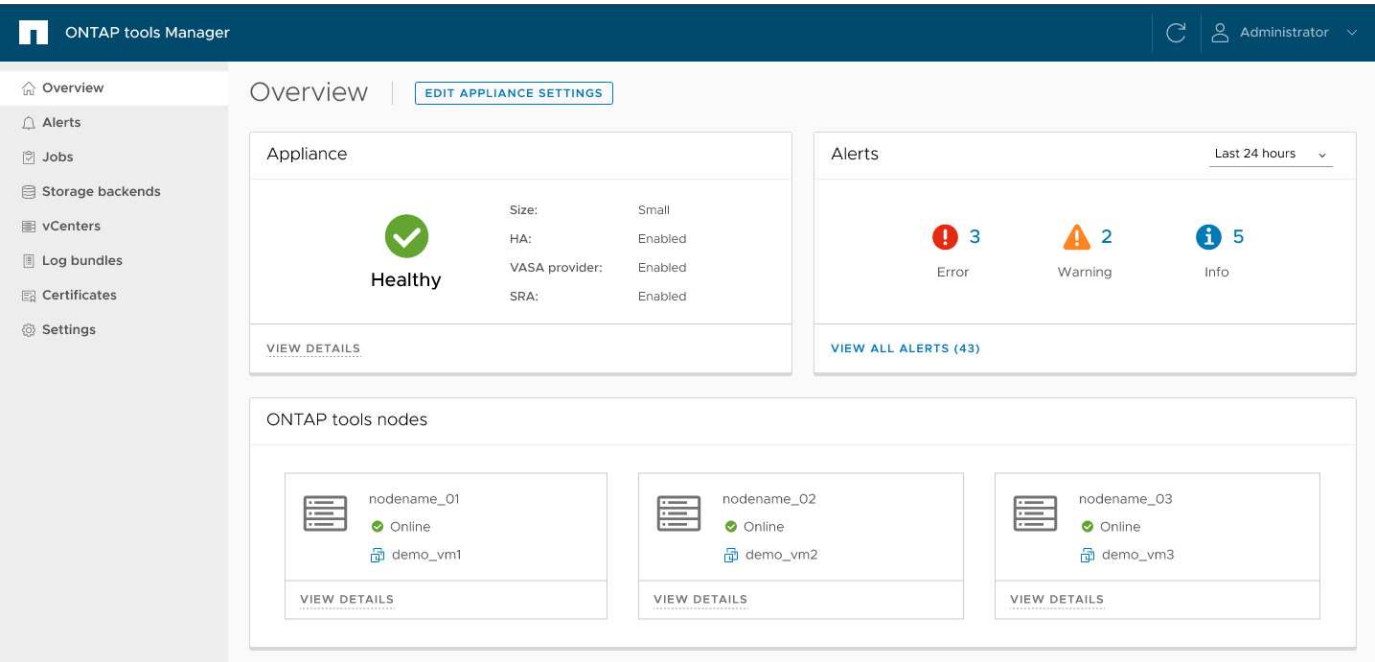 ONTAP tools Manager
Administrator
Overview
Alerts
Jobs
Storage backends
vCenters
Log bundles
Certificates
Settings
Overview
EDIT APPLIANCE SETTINGS
Appliance
Healthy
Size: Small
HA: Enabled
VASA provider: Enabled
SRA: Enabled
VIEW DETAILS
Alerts
Last 24 hours
3
Error
2
Warning
5
Info
VIEW ALL ALERTS (43)
ONTAP tools nodes
nodename_01
Online
demo_vm1
VIEW DETAILS
nodename_02
Online
demo_vm2
VIEW DETAILS
nodename_03
Online
demo_vm3
VIEW DETAILS